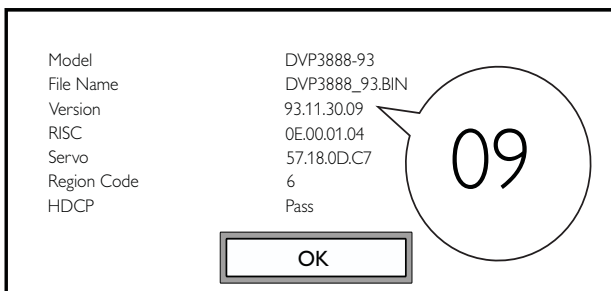 Model DVP3888-93
File Name DVP3888_93.BIN
Version 93.11.30.09
RISC 0E.00.01.04
Servo 57.18.0D.C7
Region Code 6
HDCP Pass
09
OK